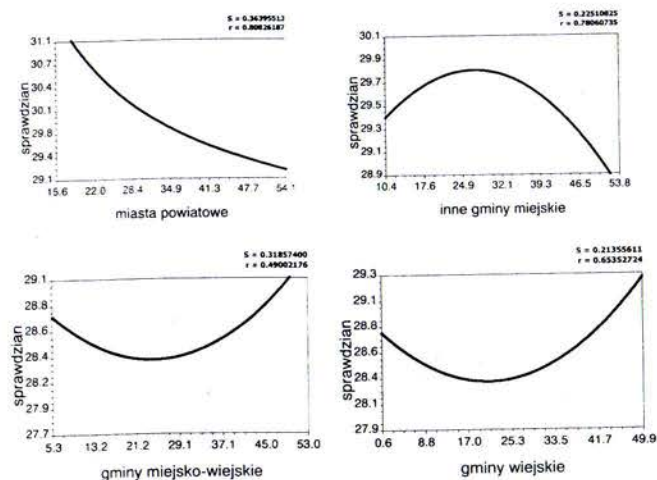 S = 0.36395512
r = 0.80826187
31.1
30.7
30.4
30.1
29.8
29.4
29.1
sprawdzian
15.6 22.0 28.4 34.9 41.3 47.7 54.1
miasta powiatowe
S = 0.22510825
r = 0.78060735
30.1
29.9
29.7
29.5
29.3
29.1
28.9
sprawdzian
10.4 17.6 24.9 32.1 39.3 46.5 53.8
inne gminy miejskie
S = 0.31857400
r = 0.49002176
29.1
28.8
28.6
28.4
28.2
27.9
27.7
sprawdzian
5.3 13.2 21.2 29.1 37.1 45.0 53.0
gminy miejsko-wiejskie
S = 0.21355611
r = 0.65352724
29.3
29.1
28.8
28.6
28.4
28.1
27.9
sprawdzian
0.6 8.8 17.0 25.3 33.5 41.7 49.9
gminy wiejskie